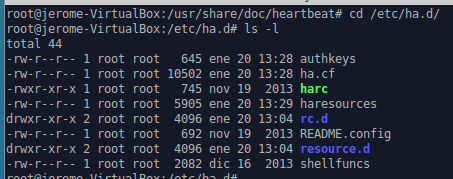 root@jerome-VirtualBox:/usr/share/doc/heartbeat# cd /etc/ha.d/
root@jerome-VirtualBox:/etc/ha.d# ls -l
total 44
-rw-r--r-- 1 root root   645 ene 20 13:28 authkeys
-rw-r--r-- 1 root root 10502 ene 20 13:28 ha.cf
-rwxr-xr-x 1 root root   745 nov 19  2013 harc
-rw-r--r-- 1 root root  5905 ene 20 13:29 haresources
drwxr-xr-x 2 root root  4096 ene 20 13:04 rc.d
-rw-r--r-- 1 root root   692 nov 19  2013 README.config
drwxr-xr-x 2 root root  4096 ene 20 13:04 resource.d
-rw-r--r-- 1 root root  2082 dic 16  2013 shellfuncs
root@jerome-VirtualBox:/etc/ha.d#